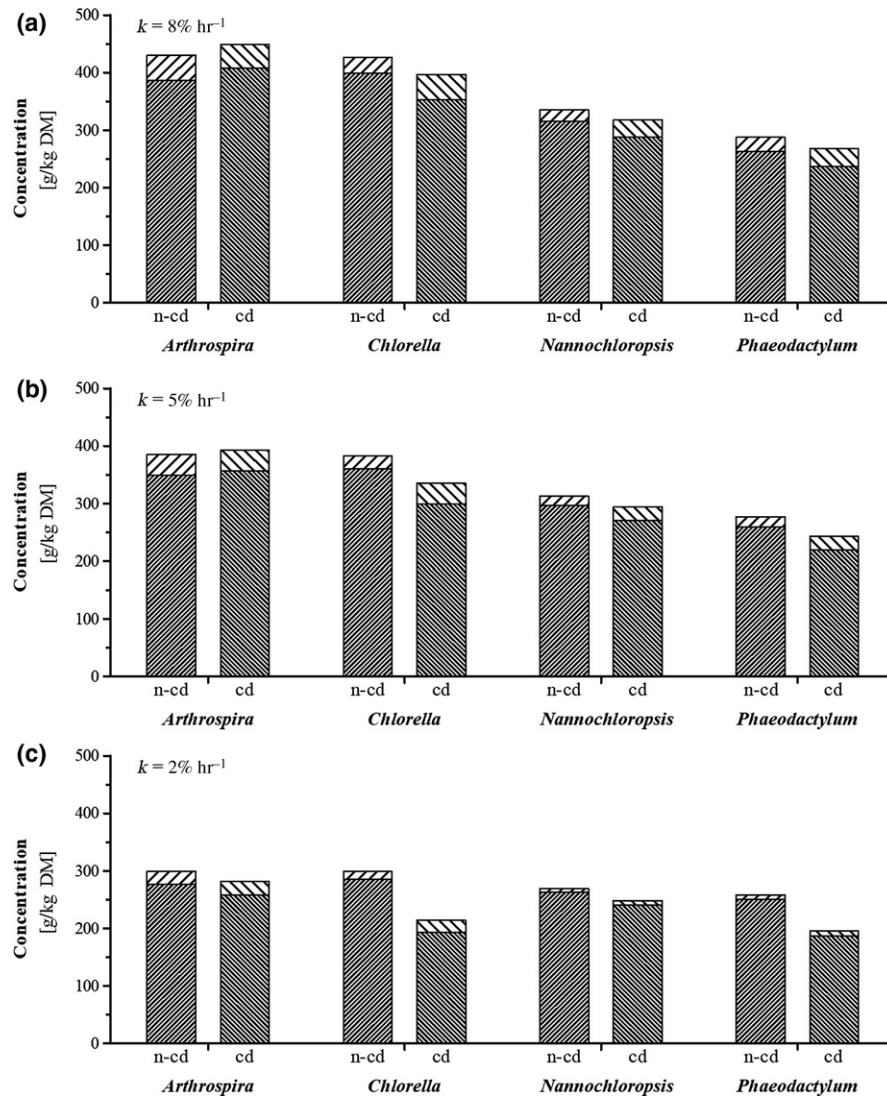 (a)
k = 8% hr⁻¹
Concentration
[g/kg DM]
500
400
300
200
100
0
n-cd cd n-cd cd n-cd cd n-cd cd
Arthrospira Chlorella Nannochloropsis Phaeodactylum
(b)
k = 5% hr⁻¹
Concentration
[g/kg DM]
500
400
300
200
100
0
n-cd cd n-cd cd n-cd cd n-cd cd
Arthrospira Chlorella Nannochloropsis Phaeodactylum
(c)
k = 2% hr⁻¹
Concentration
[g/kg DM]
500
400
300
200
100
0
n-cd cd n-cd cd n-cd cd n-cd cd
Arthrospira Chlorella Nannochloropsis Phaeodactylum